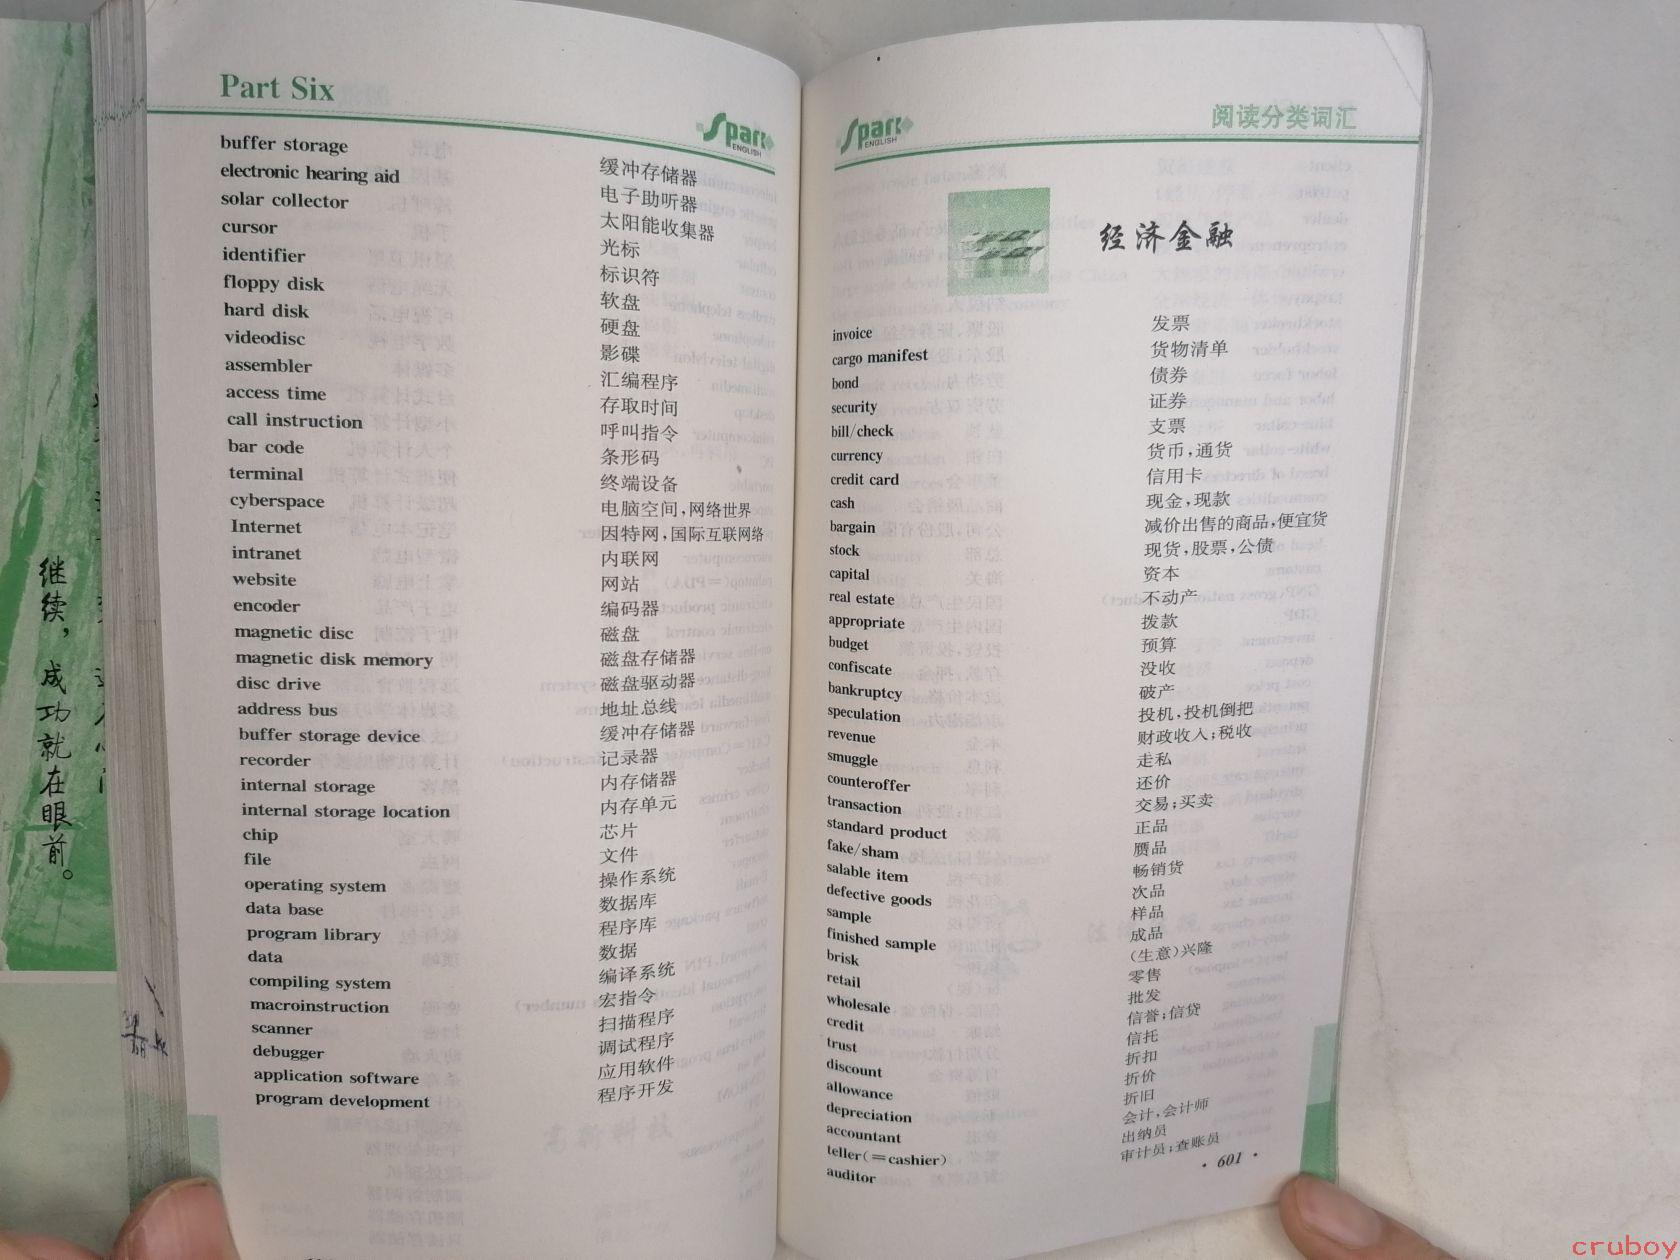 继续，成功就在眼前。
Part Six
Spark
ENGLISH
buffer storage 缓冲存储器
electronic hearing aid 电子助听器
solar collector 太阳能收集器
cursor 光标
identifier 标识符
floppy disk 软盘
hard disk 硬盘
videodisc 影碟
assembler 汇编程序
access time 存取时间
call instruction 呼叫指令
bar code 条形码
terminal 终端设备
cyberspace 电脑空间,网络世界
Internet 因特网,国际互联网络
intranet 内联网
website 网站
encoder 编码器
magnetic disc 磁盘
magnetic disk memory 磁盘存储器
disc drive 磁盘驱动器
address bus 地址总线
buffer storage device 缓冲存储器
recorder 记录器
internal storage 内存储器
internal storage location 内存单元
chip 芯片
file 文件
operating system 操作系统
data base 数据库
program library 程序库
data 数据
compiling system 编译系统
macroinstruction 宏指令
scanner 扫描程序
debugger 调试程序
application software 应用软件
program development 程序开发
Spark
ENGLISH
阅读分类词汇
经济金融
invoice 发票
cargo manifest 货物清单
bond 债券
security 证券
bill/check 支票
currency 货币,通货
credit card 信用卡
cash 现金,现款
bargain 减价出售的商品,便宜货
stock 现货,股票,公债
capital 资本
real estate 不动产
appropriate 拨款
budget 预算
confiscate 没收
bankruptcy 破产
speculation 投机,投机倒把
revenue 财政收入;税收
smuggle 走私
counteroffer 还价
transaction 交易;买卖
standard product 正品
fake/sham 赝品
salable item 畅销货
defective goods 次品
sample 样品
finished sample 成品
brisk (生意)兴隆
retail 零售
wholesale 批发
credit 信誉;信贷
trust 信托
discount 折扣
allowance 折价
depreciation 折旧
accountant 会计,会计师
teller(=cashier) 出纳员
auditor 审计员;查账员
·601·
cruboy